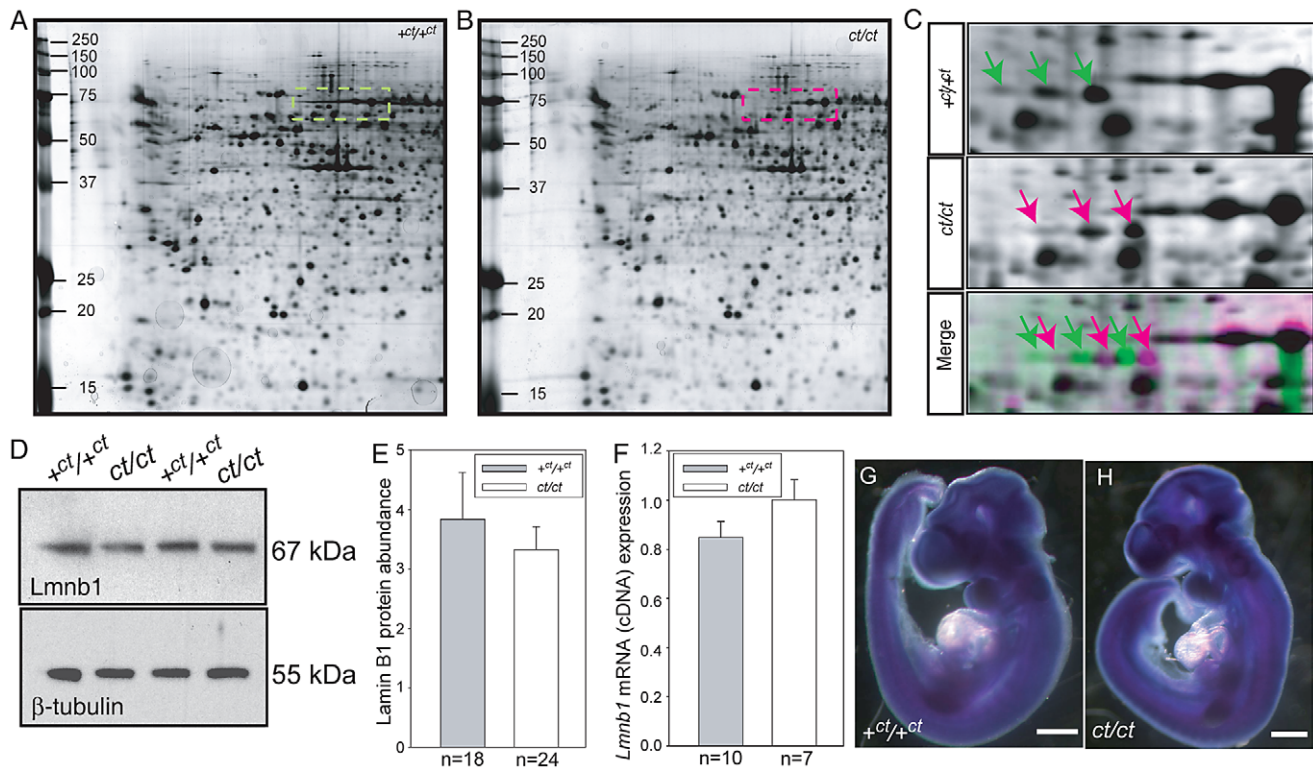 A
+ct/+ct
250
150
100
75
50
37
25
20
15
B
ct/ct
250
150
100
75
50
37
25
20
15
C
+ct/+ct
ct/ct
Merge
D
+ct/+ct ct/ct +ct/+ct ct/ct
67 kDa
Lmnb1
55 kDa
β-tubulin
E
Lamin B1 protein abundance
5
4
3
2
1
0
+ct/+ct
ct/ct
n=18 n=24
F
Lmnb1 mRNA (cDNA) expression
1.2
1.0
0.8
0.6
0.4
0.2
0.0
+ct/+ct
ct/ct
n=10 n=7
G
+ct/+ct
H
ct/ct